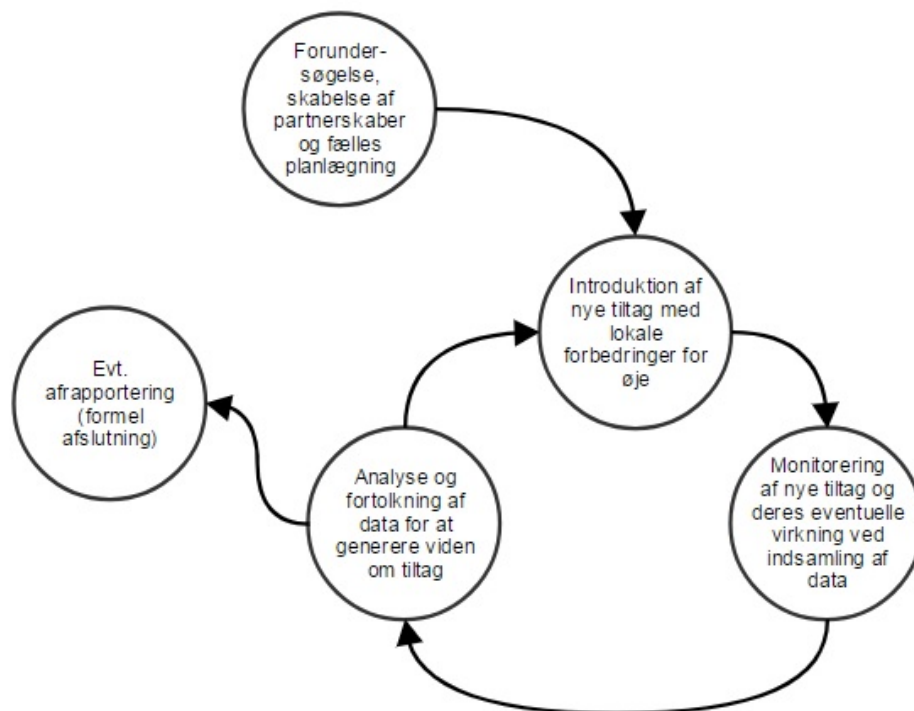 Forunder-
søgelse,
skabelse af
partnerskaber
og fælles
planlægning
Introduktion af
nye tiltag med
lokale
forbedringer for
øje
Monitorering
af nye tiltag og
deres eventuelle
virkning ved
indsamling af
data
Analyse og
fortolkning af
data for at
generere viden
om tiltag
Evt.
afrapportering
(formel
afslutning)